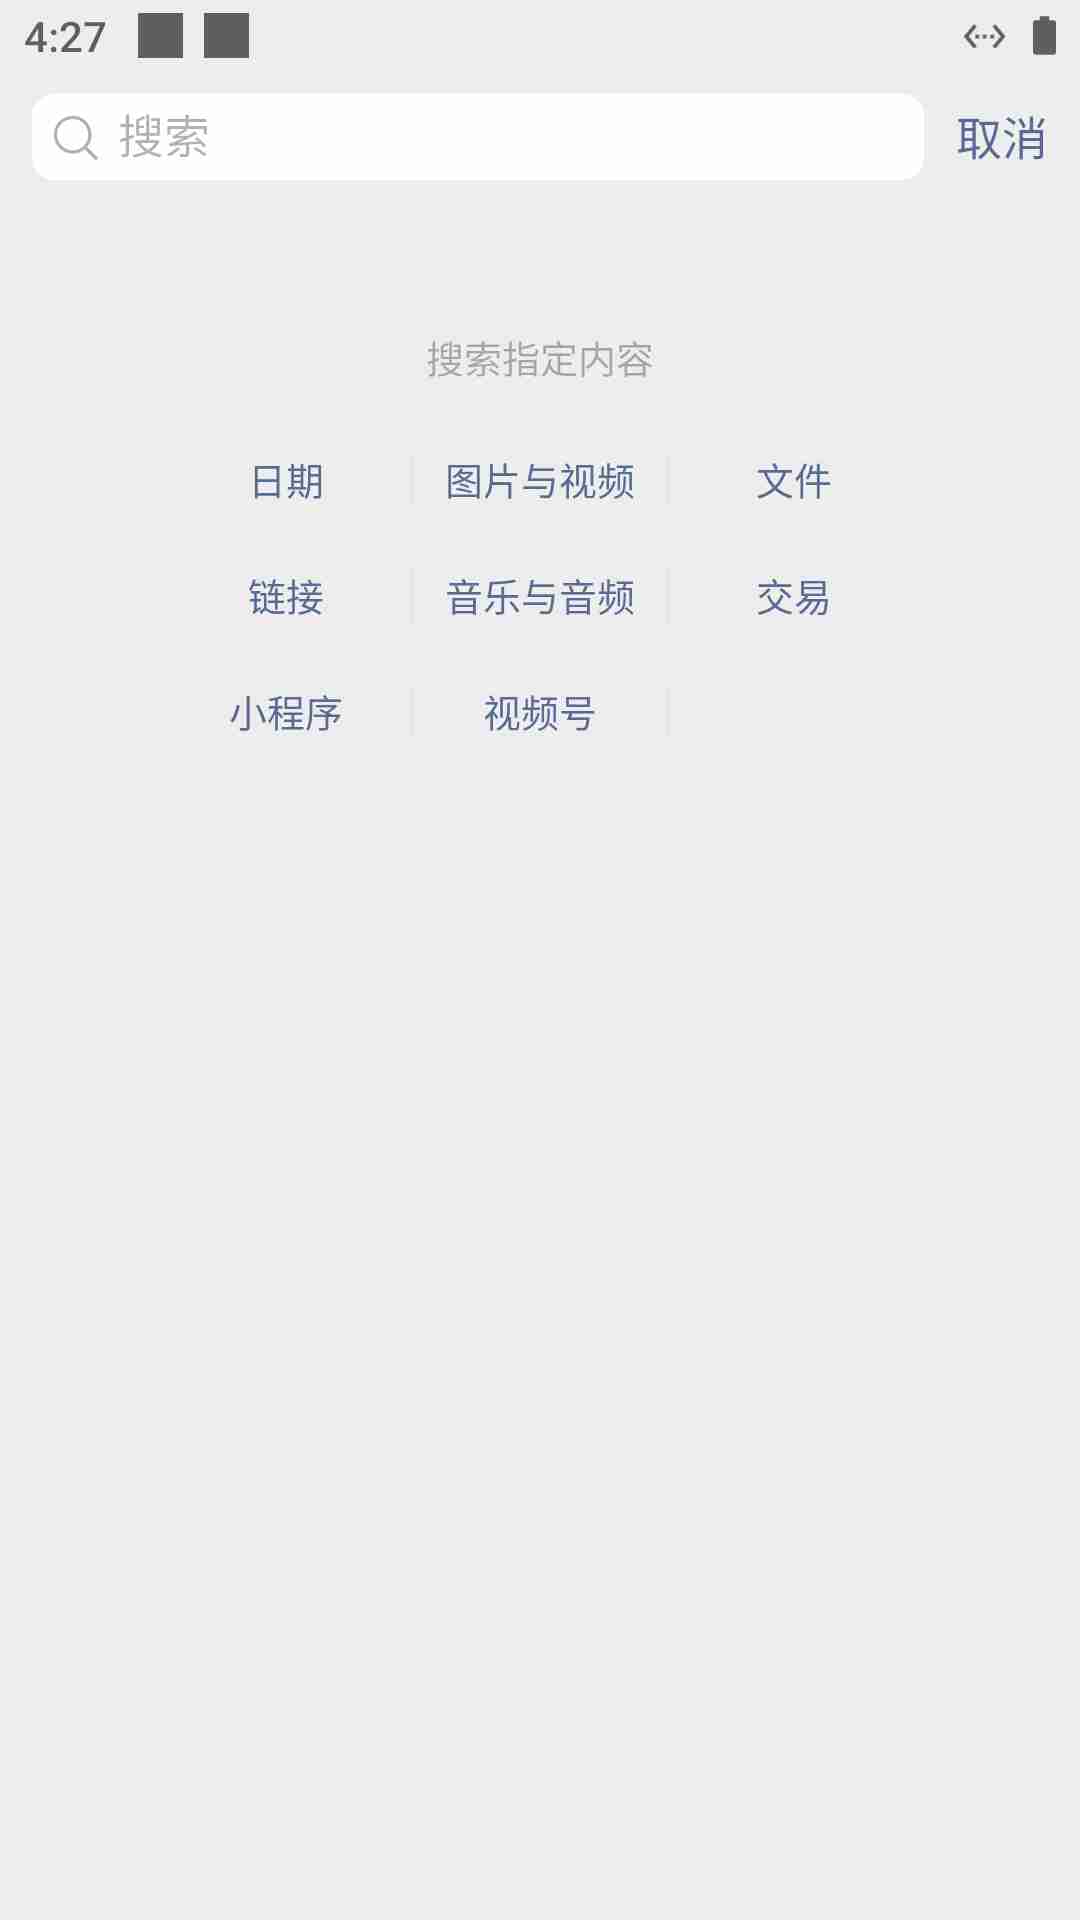 4:27
搜索 取消
搜索指定内容
日期 图片与视频 文件
链接 音乐与音频 交易
小程序 视频号